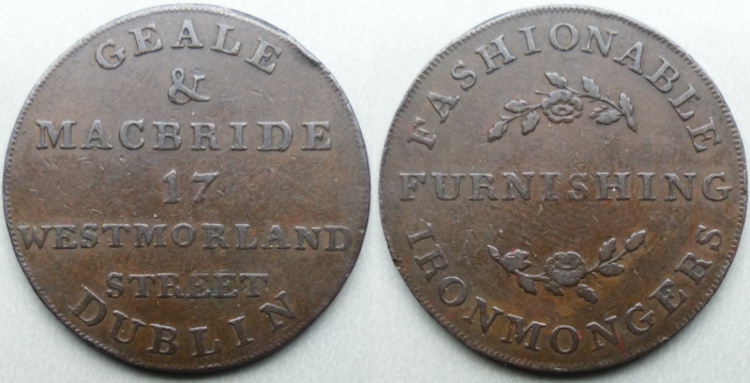 GEALE
&
MACBRIDE
17
WESTMORLAND
STREET
DUBLIN
FASHIONABLE
FURNISHING
IRONMONGERS